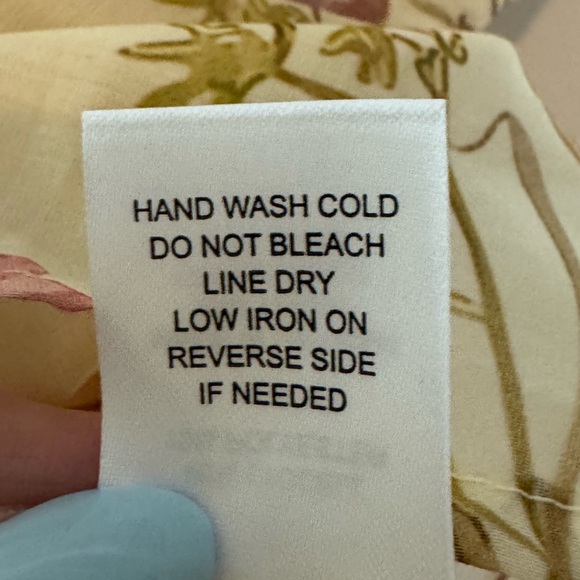 HAND WASH COLD
DO NOT BLEACH
LINE DRY
LOW IRON ON
REVERSE SIDE
IF NEEDED